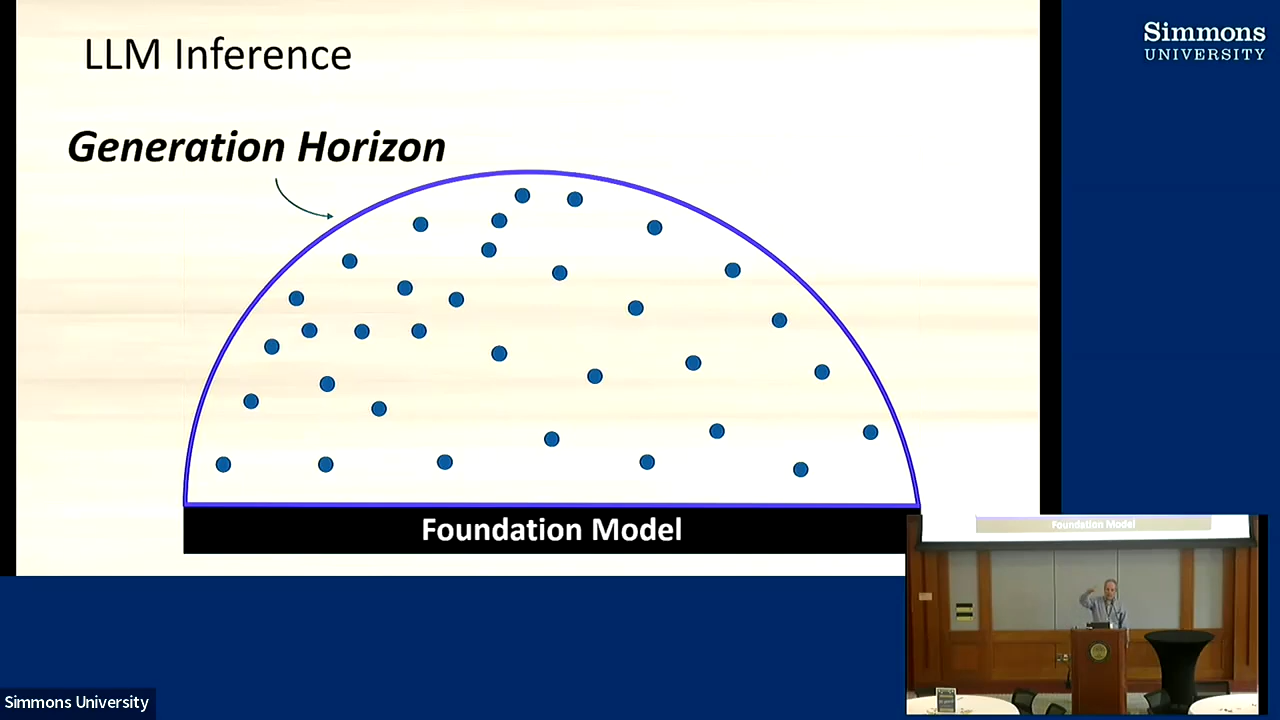 LLM Inference
Simmons
UNIVERSITY
Generation Horizon
Foundation Model
Foundation Model
Simmons University